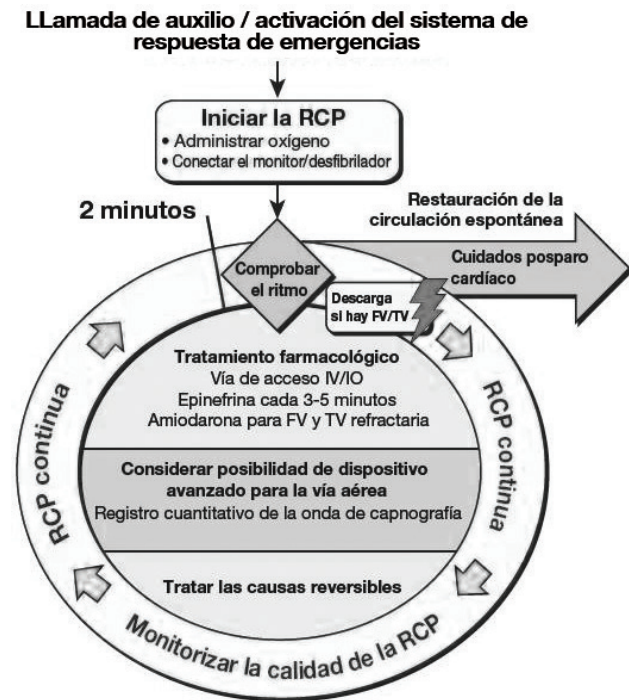 LLamada de auxilio / activación del sistema de
respuesta de emergencias
Iniciar la RCP
• Administrar oxígeno
• Conectar el monitor/desfibrilador
2 minutos
Restauración de la
circulación espontánea
Cuidados posparo
cardíaco
Comprobar
el ritmo
Descarga
si hay FV/TV
Tratamiento farmacológico
Vía de acceso IV/IO
Epinefrina cada 3-5 minutos
Amiodarona para FV y TV refractaria
Considerar posibilidad de dispositivo
avanzado para la vía aérea
Registro cuantitativo de la onda de capnografía
Tratar las causas reversibles
RCP continua
RCP continua
Monitorizar la calidad de la RCP